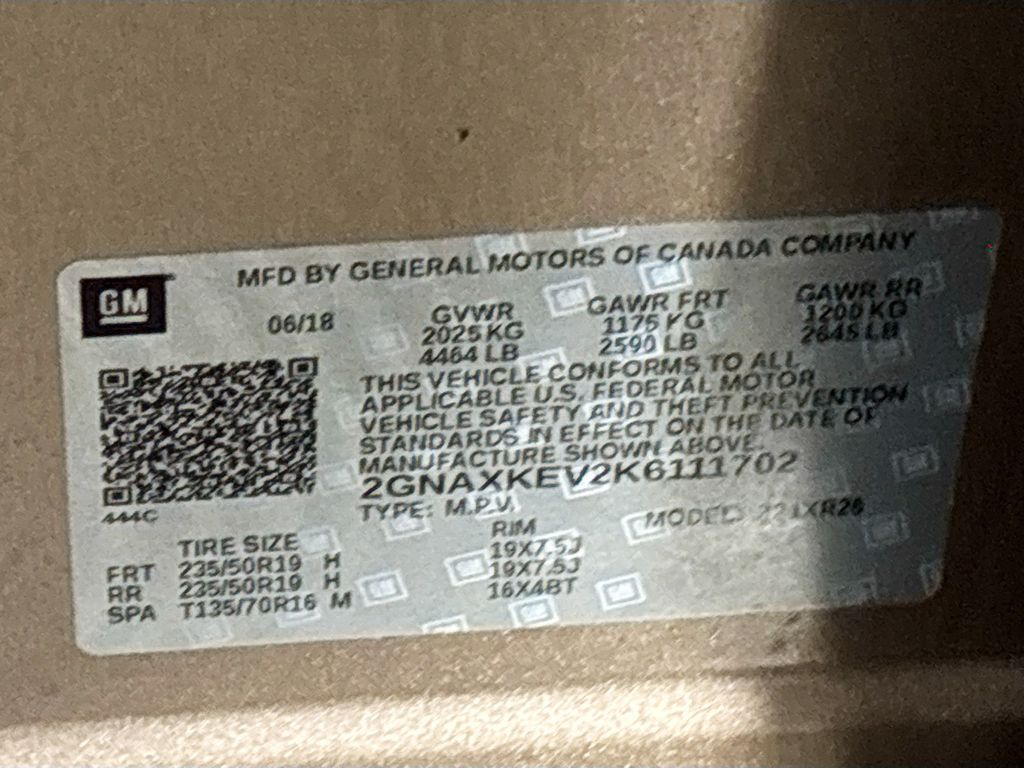 MFD BY GENERAL MOTORS OF CANADA COMPANY
GM
06/18
GVWR GAWR FRT GAWR RR
2025 KG 1175 KG 1200 KG
4464 LB 2590 LB 2645 LB
THIS VEHICLE CONFORMS TO ALL
APPLICABLE U.S. FEDERAL MOTOR
VEHICLE SAFETY AND THEFT PREVENTION
STANDARDS IN EFFECT ON THE DATE OF
MANUFACTURE SHOWN ABOVE.
2GNAXKEV2K6111702
444C
TYPE: M.P.V. MODEL:
TIRE SIZE RIM
FRT 235/50R19 H 19X7.5J
RR 235/50R19 H 19X7.5J
SPA T135/70R16 M 16X4BT